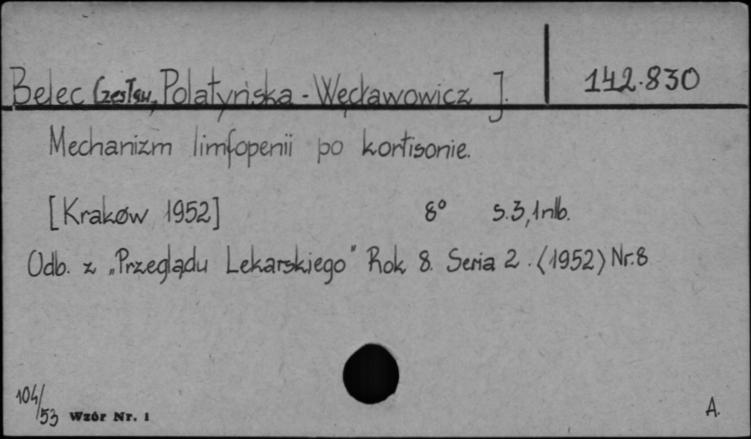 Belec Czesław, Polatyńska - Węcławowicz J. 142.830
Mechanizm limfopenii po kortisonie.
[Kraków 1952] 8° s.3,1nlb.
Odb. z „Przeglądu Lekarskiego" Rok 8. Seria 2. (1952) Nr.8
104/53 Wzór Nr. 1 A.